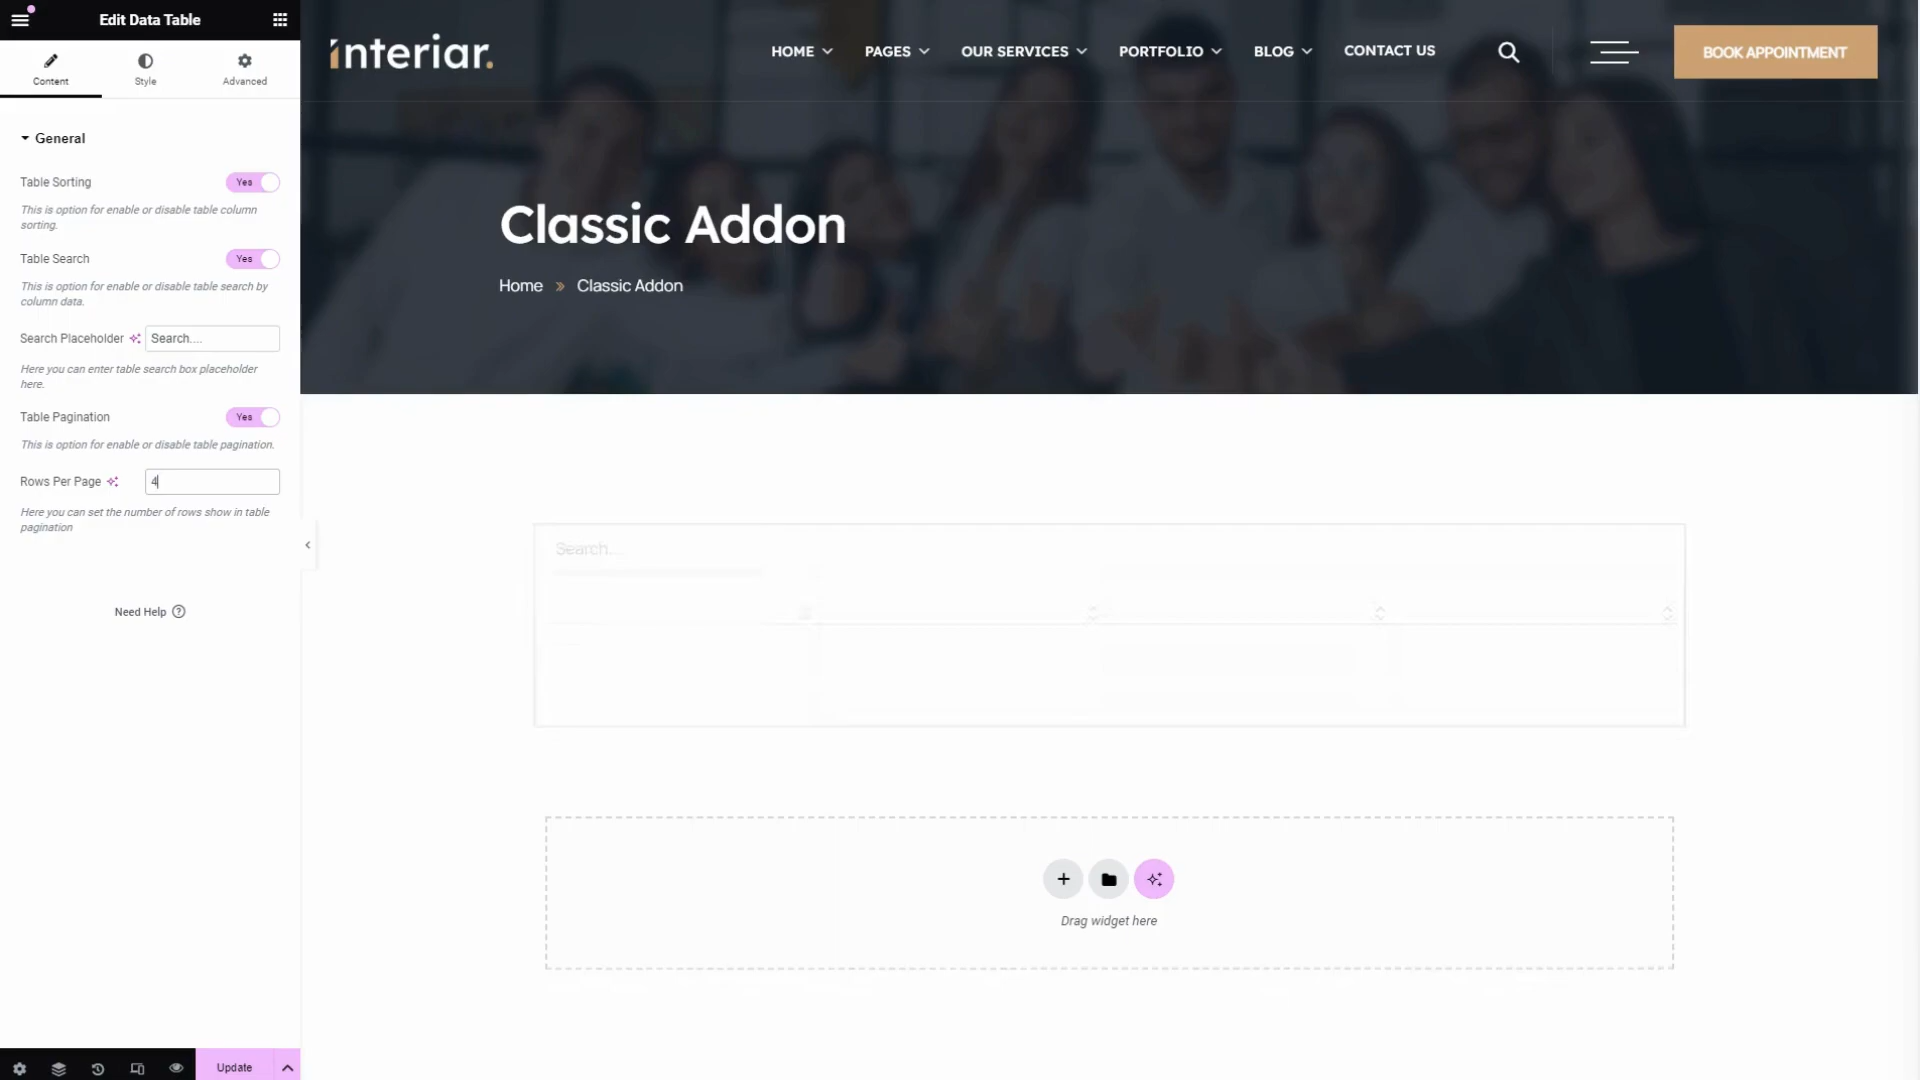 Edit Data Table
Content
Style
Advanced
General
Table Sorting
Yes
This is option for enable or disable table column
sorting.
Table Search
Yes
This is option for enable or disable table search by
column data.
Search Placeholder
Search....
Here you can enter table search box placeholder
here.
Table Pagination
Yes
This is option for enable or disable table pagination.
Rows Per Page
4
Here you can set the number of rows show in table
pagination
Need Help
Update
interiar.
HOME
PAGES
OUR SERVICES
PORTFOLIO
BLOG
CONTACT US
BOOK APPOINTMENT
Classic Addon
Home » Classic Addon
Search....
Drag widget here